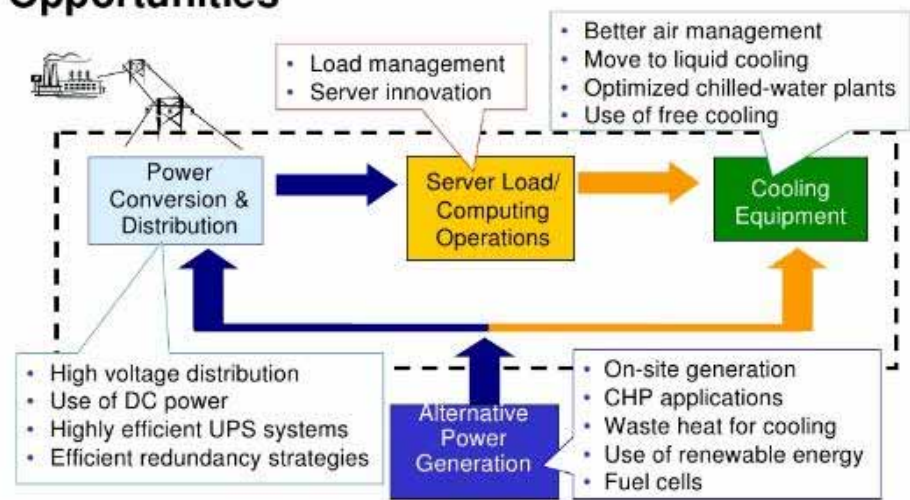 Opportunities
• Better air management
• Move to liquid cooling
• Optimized chilled-water plants
• Use of free cooling
• Load management
• Server innovation
Power
Conversion &
Distribution
Server Load/
Computing
Operations
Cooling
Equipment
• High voltage distribution
• Use of DC power
• Highly efficient UPS systems
• Efficient redundancy strategies
Alternative
Power
Generation
• On-site generation
• CHP applications
• Waste heat for cooling
• Use of renewable energy
• Fuel cells